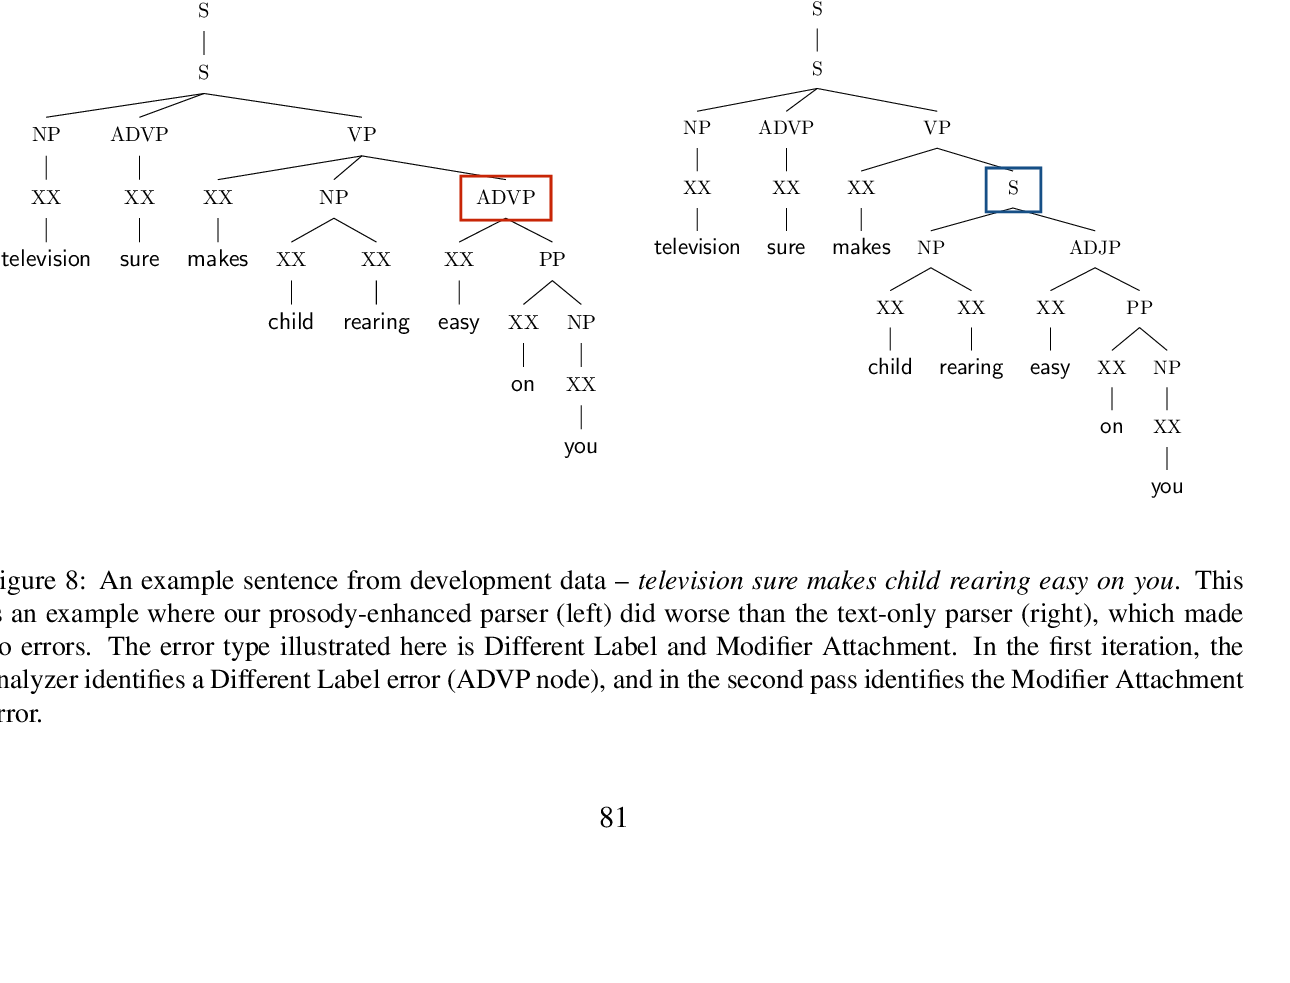 S S
S S
NP ADVP VP NP ADVP VP
XX XX XX NP ADVP XX XX XX S
television sure makes XX XX XX PP television sure makes NP ADJP
child rearing easy XX NP XX XX XX PP
on XX child rearing easy XX NP
you on XX
you
igure 8: An example sentence from development data – television sure makes child rearing easy on you. This
s an example where our prosody-enhanced parser (left) did worse than the text-only parser (right), which made
o errors. The error type illustrated here is Different Label and Modifier Attachment. In the first iteration, the
nalyzer identifies a Different Label error (ADVP node), and in the second pass identifies the Modifier Attachment
rror.
81